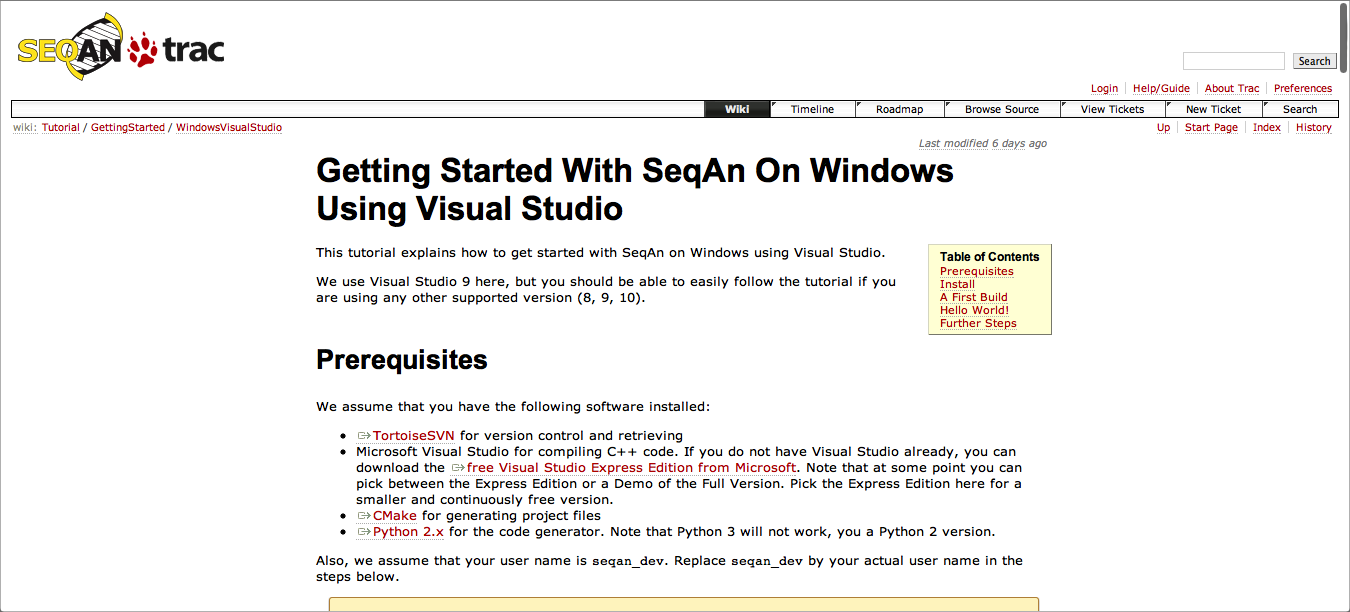 SEQAN trac
Search
Login Help/Guide About Trac Preferences
Wiki Timeline Roadmap Browse Source View Tickets New Ticket Search
wiki: Tutorial / GettingStarted / WindowsVisualStudio
Up Start Page Index History
Last modified 6 days ago
Getting Started With SeqAn On Windows
Using Visual Studio
This tutorial explains how to get started with SeqAn on Windows using Visual Studio.
We use Visual Studio 9 here, but you should be able to easily follow the tutorial if you
are using any other supported version (8, 9, 10).
Table of Contents
Prerequisites
Install
A First Build
Hello World!
Further Steps
Prerequisites
We assume that you have the following software installed:
• TortoiseSVN for version control and retrieving
• Microsoft Visual Studio for compiling C++ code. If you do not have Visual Studio already, you can
download the free Visual Studio Express Edition from Microsoft. Note that at some point you can
pick between the Express Edition or a Demo of the Full Version. Pick the Express Edition here for a
smaller and continuously free version.
• CMake for generating project files
• Python 2.x for the code generator. Note that Python 3 will not work, you a Python 2 version.
Also, we assume that your user name is seqan_dev. Replace seqan_dev by your actual user name in the
steps below.